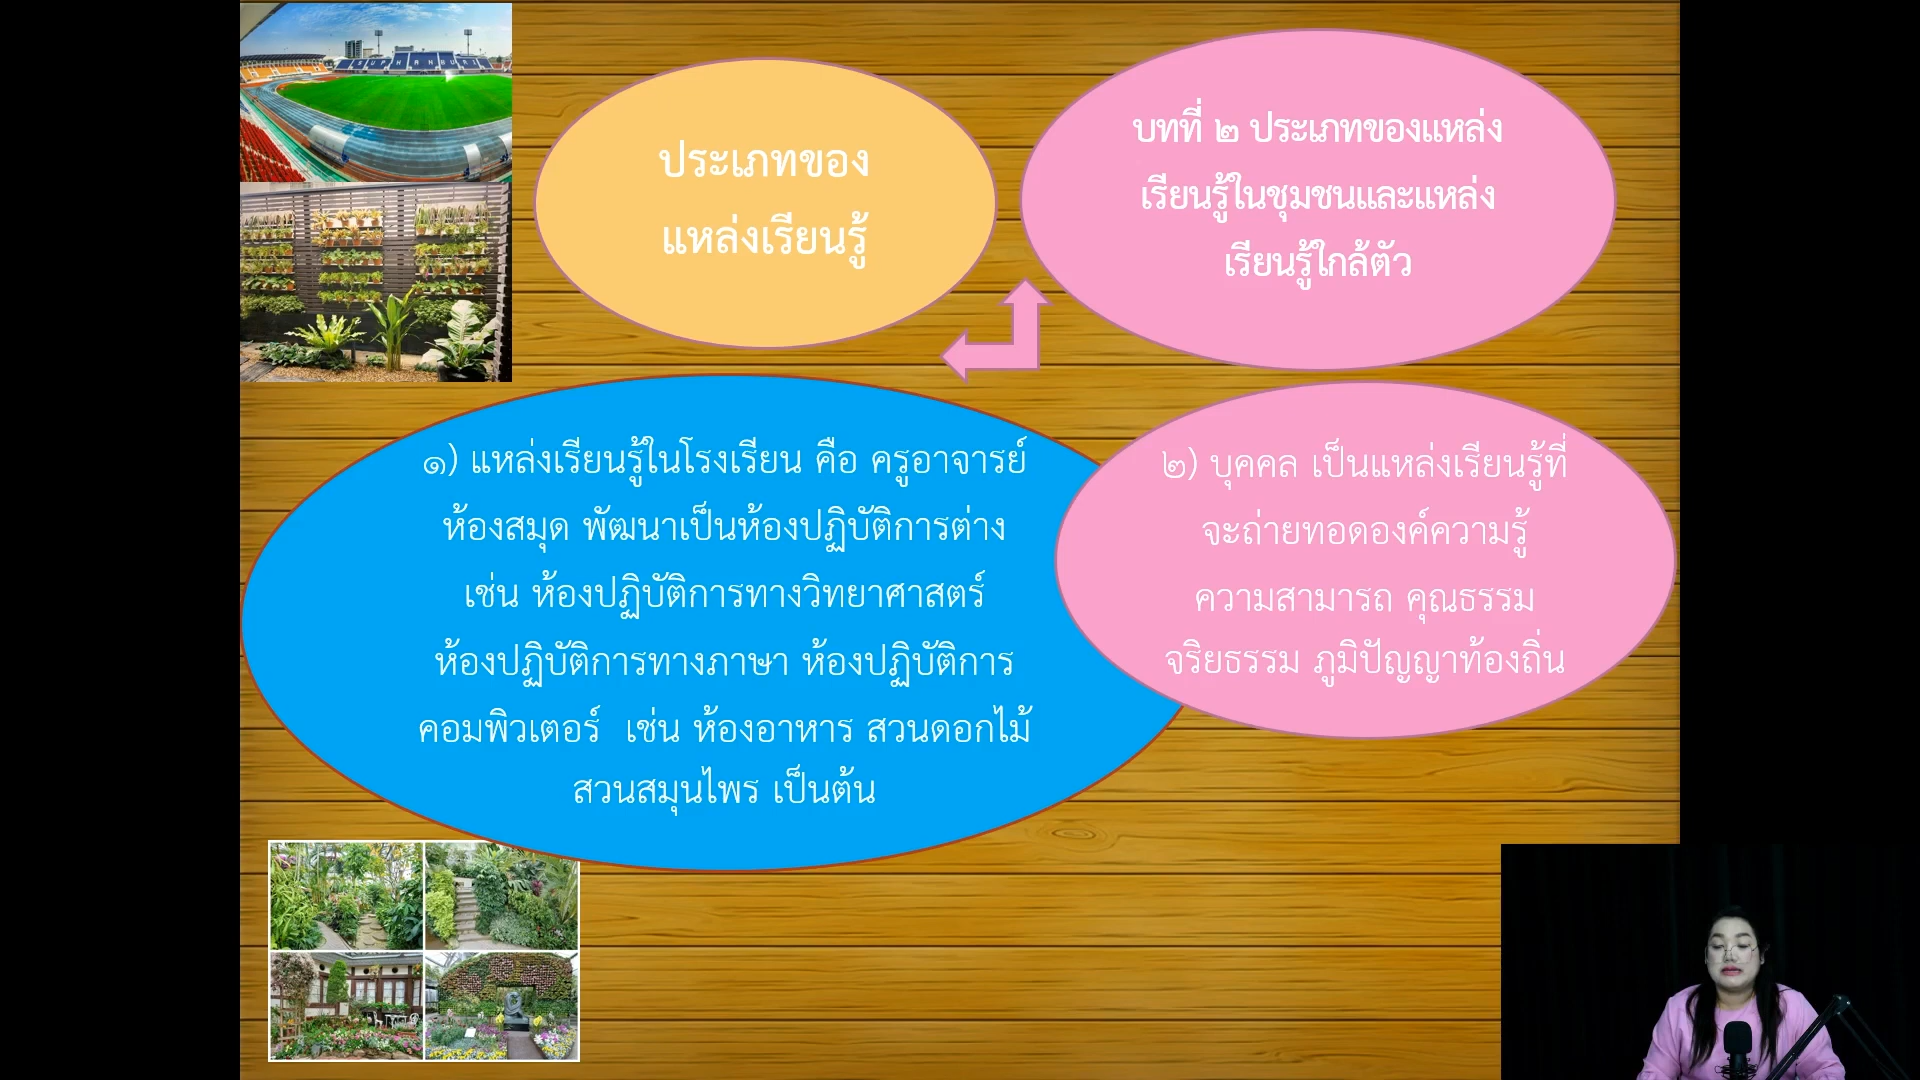 SUPHANBURI
ประเภทของ
แหล่งเรียนรู้
บทที่ ๒ ประเภทของแหล่ง
เรียนรู้ในชุมชนและแหล่ง
เรียนรู้ใกล้ตัว
๑) แหล่งเรียนรู้ในโรงเรียน คือ ครูอาจารย์
ห้องสมุด พัฒนาเป็นห้องปฏิบัติการต่าง
เช่น ห้องปฏิบัติการทางวิทยาศาสตร์
ห้องปฏิบัติการทางภาษา ห้องปฏิบัติการ
คอมพิวเตอร์ เช่น ห้องอาหาร สวนดอกไม้
สวนสมุนไพร เป็นต้น
๒) บุคคล เป็นแหล่งเรียนรู้ที่
จะถ่ายทอดองค์ความรู้
ความสามารถ คุณธรรม
จริยธรรม ภูมิปัญญาท้องถิ่น